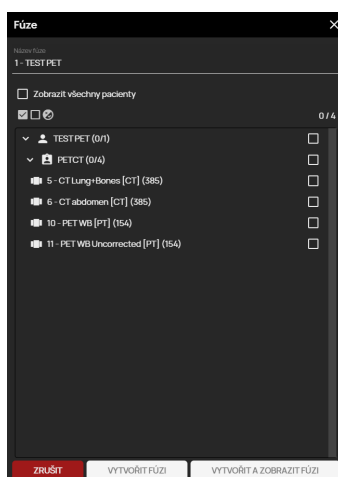 Fúze
Název fúze
1 - TEST PET
Zobrazit všechny pacienty
0 / 4
TEST PET (0/1)
PETCT (0/4)
5 - CT Lung+Bones [CT] (385)
6 - CT abdomen [CT] (385)
10 - PET WB [PT] (154)
11 - PET WB Uncorrected [PT] (154)
ZRUŠIT
VYTVOŘIT FÚZI
VYTVOŘIT A ZOBRAZIT FÚZI